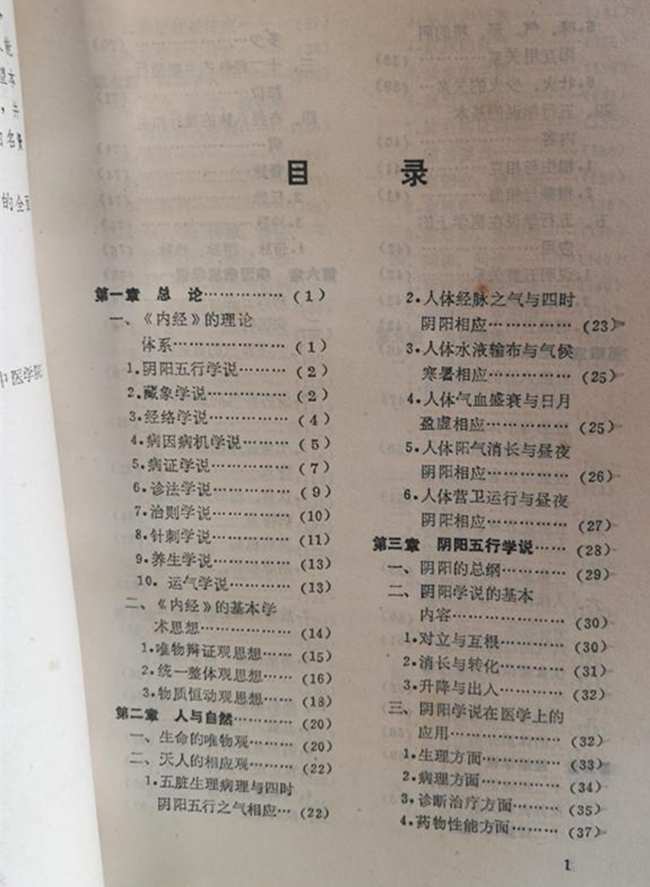 目 录
第一章 总 论……………(1)
一、《内经》的理论
体系…………………(1)
1.阴阳五行学说………(2)
2.藏象学说……………(2)
3.经络学说……………(4)
4.病因病机学说………(5)
5.病证学说……………(7)
6.诊法学说……………(9)
7.治则学说……………(10)
8.针刺学说……………(11)
9.养生学说……………(13)
10.运气学说……………(13)
二、《内经》的基本学
术思想………………(14)
1.唯物辩证观思想………(15)
2.统一整体观思想………(16)
3.物质恒动观思想………(18)
第二章 人与自然…………(20)
一、生命的唯物观………(20)
二、天人的相应观………(22)
1.五脏生理病理与四时
阴阳五行之气相应…(22)
2.人体经脉之气与四时
阴阳相应……………(23)
3.人体水液输布与气候
寒暑相应……………(25)
4.人体气血盛衰与日月
盈虚相应……………(25)
5.人体阳气消长与昼夜
阴阳相应……………(26)
6.人体营卫运行与昼夜
阴阳相应……………(27)
第三章 阴阳五行学说……(28)
一、阴阳的总纲…………(29)
二、阴阳学说的基本
内容…………………(30)
1.对立与互根…………(30)
2.消长与转化…………(31)
3.升降与出入…………(32)
三、阴阳学说在医学上的
应用…………………(32)
1.生理方面……………(33)
2.病理方面……………(34)
3.诊断治疗方面………(35)
4.药物性能方面………(37)
1
的全面
中医学院